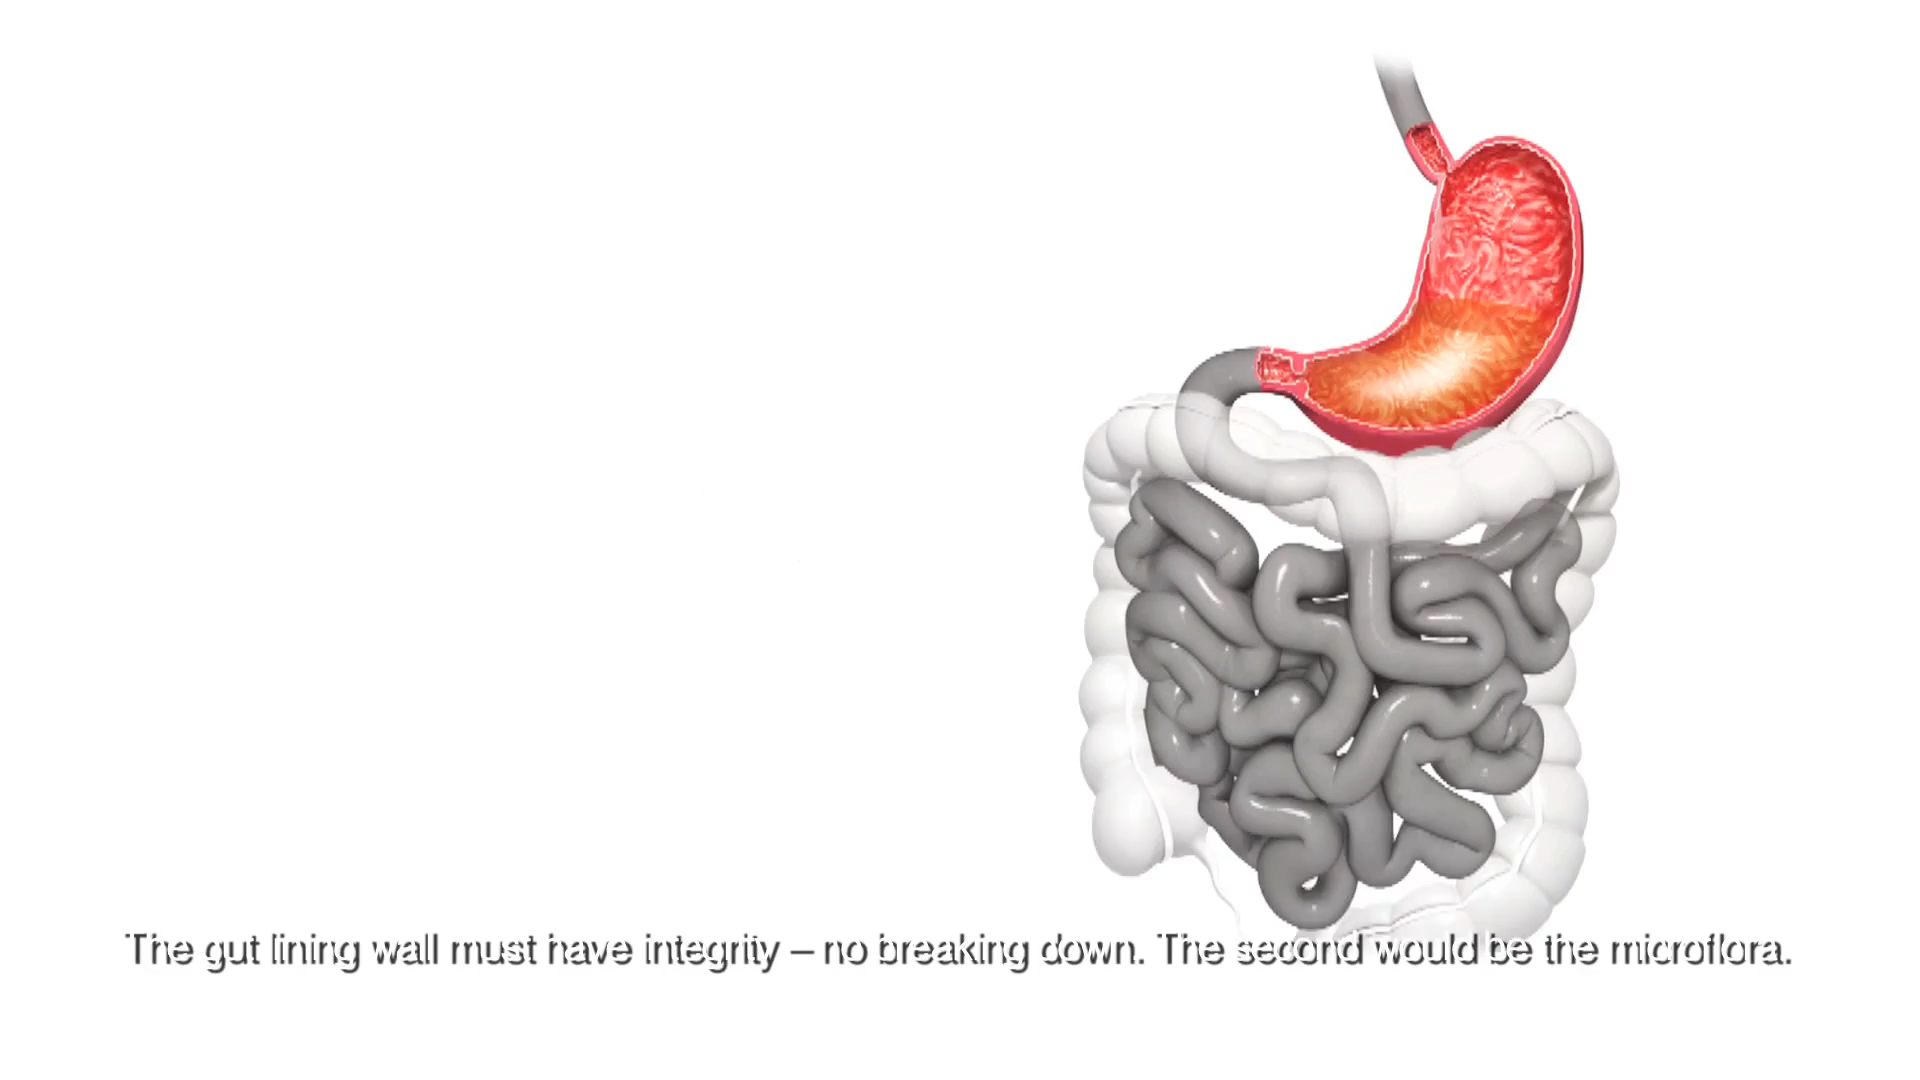 The gut lining wall must have integrity – no breaking down. The second would be the microflora.